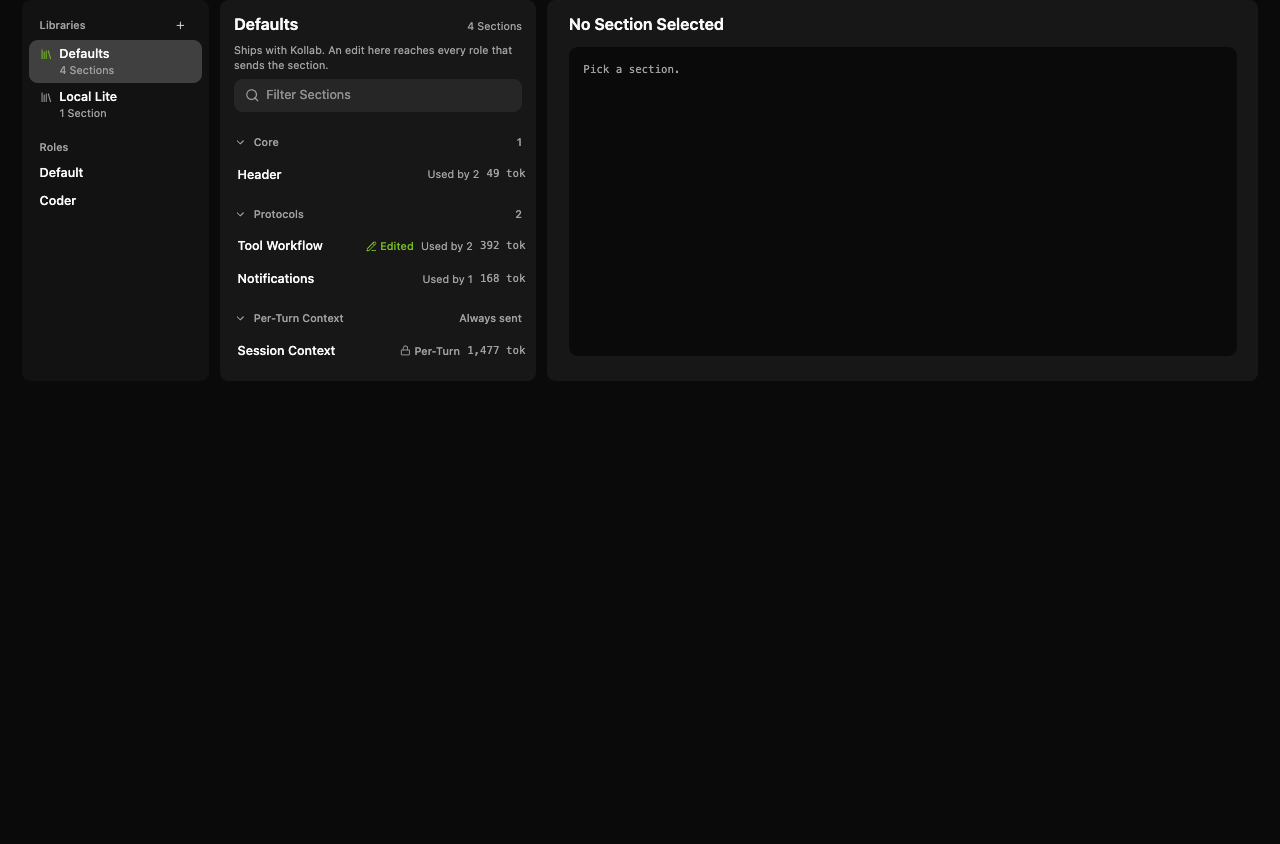 Libraries +
Defaults
4 Sections
Local Lite
1 Section
Roles
Default
Coder
Defaults 4 Sections
Ships with Kollab. An edit here reaches every role that
sends the section.
Filter Sections
Core 1
Header Used by 2 49 tok
Protocols 2
Tool Workflow Edited Used by 2 392 tok
Notifications Used by 1 168 tok
Per-Turn Context Always sent
Session Context Per-Turn 1,477 tok
No Section Selected
Pick a section.